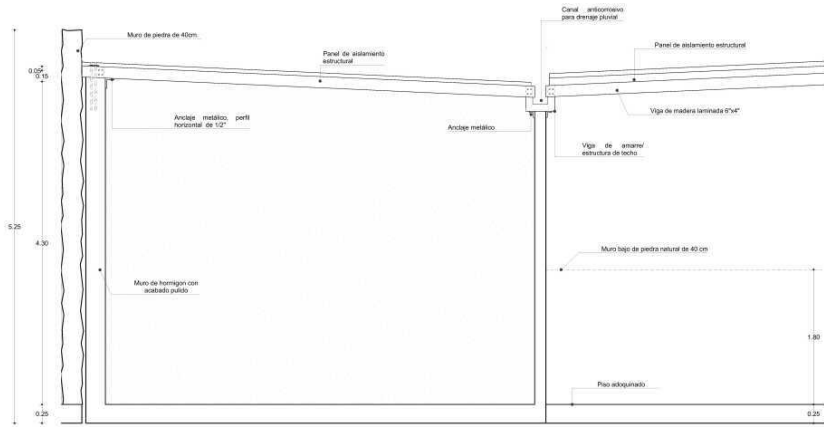 Canal anticorrosivo
para drenaje pluvial
Muro de piedra de 40cm
Panel de aislamiento
estructural
Panel de aislamiento estructural
0.05
0.15
Anclaje metálico, perfil
horizontal de 1/2"
Anclaje metálico
Viga de madera laminada 6"x4"
Viga de amarre/
estructura de techo
5.25
4.30
Muro bajo de piedra natural de 40 cm
Muro de hormigon con
acabado pulido
1.80
Piso adoquinado
0.25
0.25